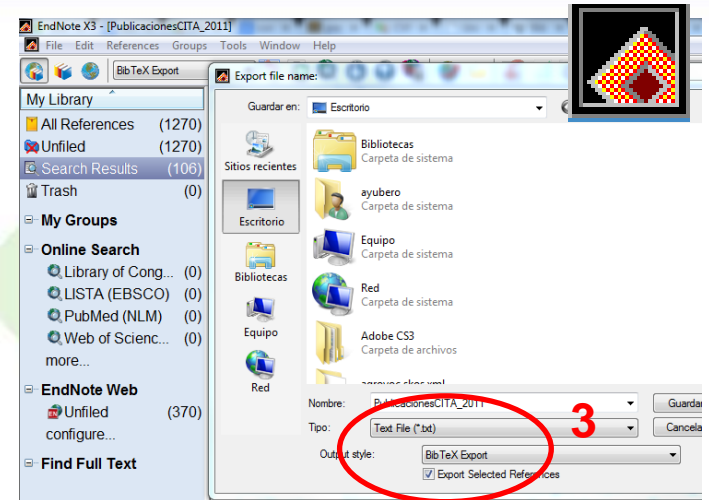 EndNote X3 - [PublicacionesCITA_2011]
File Edit References Groups Tools Window Help
BibTeX Export
Export file name:
My Library
All References (1270)
Unfiled (1270)
Search Results (106)
Trash (0)
My Groups
Online Search
Library of Cong... (0)
LISTA (EBSCO) (0)
PubMed (NLM) (0)
Web of Scienc... (0)
more...
EndNote Web
Unfiled (370)
configure...
Find Full Text
Guardar en: Escritorio
Sitios recientes
Escritorio
Bibliotecas
Equipo
Red
Bibliotecas
Carpeta de sistema
ayubero
Carpeta de sistema
Equipo
Carpeta de sistema
Red
Carpeta de sistema
Adobe CS3
Carpeta de archivos
agrovoc skos xml
Nombre: PublicacionesCITA_2011 Guardar
Tipo: Text File (*.txt) Cancela
3
Output style: BibTeX Export
Export Selected References